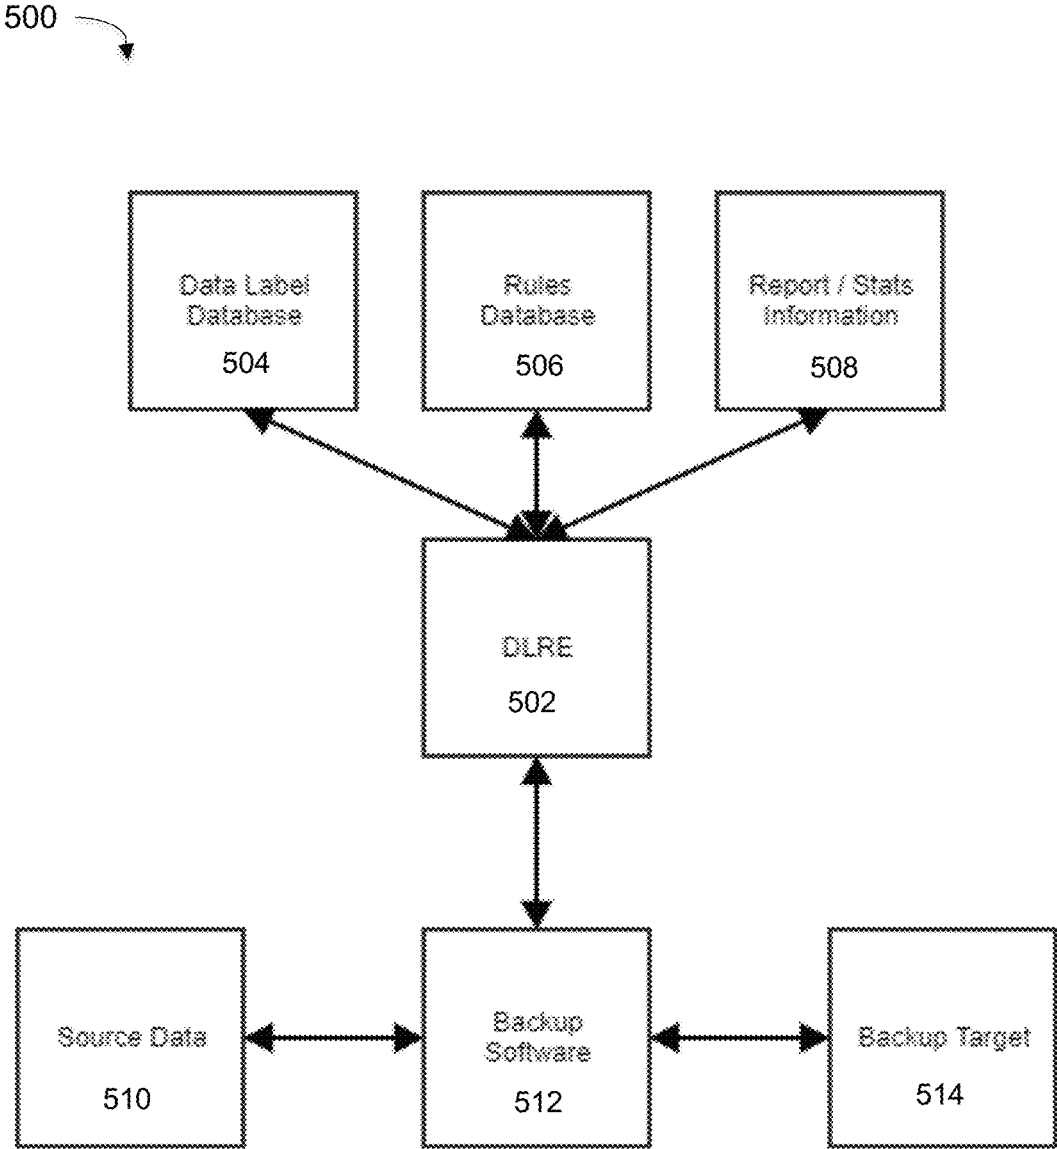 500
Data Label
Database
504
Rules
Database
506
Report / Stats
Information
508
DLRE
502
Source Data
510
Backup
Software
512
Backup Target
514